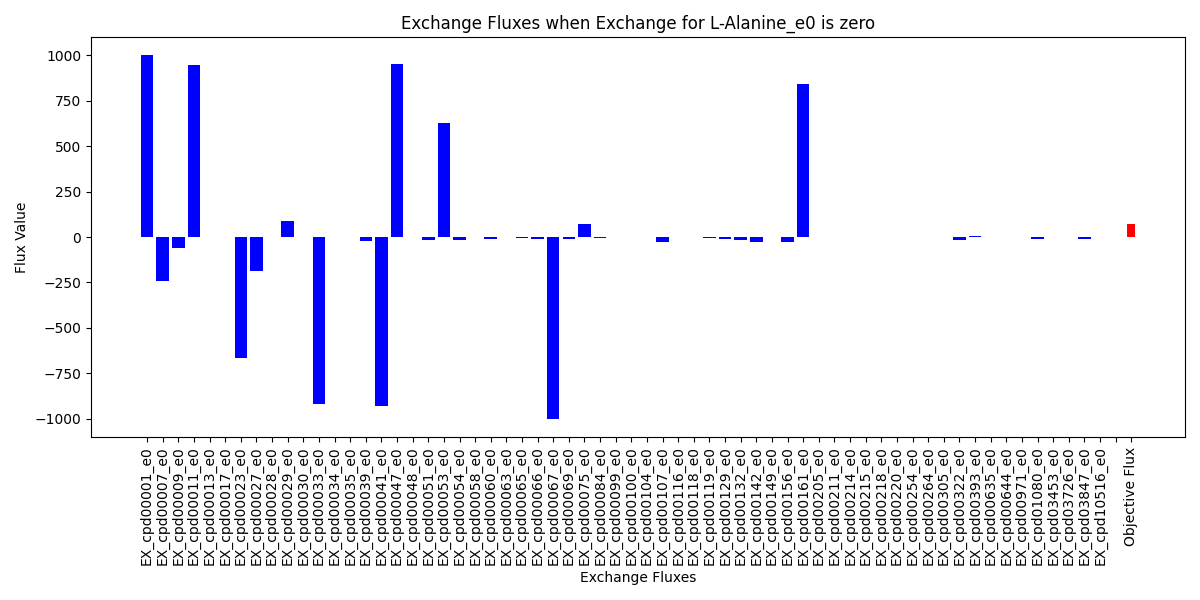 Exchange Fluxes when Exchange for L-Alanine_e0 is zero
Flux Value
1000
750
500
250
0
−250
−500
−750
−1000
EX_cpd00001_e0
EX_cpd00007_e0
EX_cpd00009_e0
EX_cpd00011_e0
EX_cpd00013_e0
EX_cpd00017_e0
EX_cpd00023_e0
EX_cpd00027_e0
EX_cpd00028_e0
EX_cpd00029_e0
EX_cpd00030_e0
EX_cpd00033_e0
EX_cpd00034_e0
EX_cpd00035_e0
EX_cpd00039_e0
EX_cpd00041_e0
EX_cpd00047_e0
EX_cpd00048_e0
EX_cpd00051_e0
EX_cpd00053_e0
EX_cpd00054_e0
EX_cpd00058_e0
EX_cpd00060_e0
EX_cpd00063_e0
EX_cpd00065_e0
EX_cpd00066_e0
EX_cpd00067_e0
EX_cpd00069_e0
EX_cpd00075_e0
EX_cpd00084_e0
EX_cpd00099_e0
EX_cpd00100_e0
EX_cpd00104_e0
EX_cpd00107_e0
EX_cpd00116_e0
EX_cpd00118_e0
EX_cpd00119_e0
EX_cpd00129_e0
EX_cpd00132_e0
EX_cpd00142_e0
EX_cpd00149_e0
EX_cpd00156_e0
EX_cpd00161_e0
EX_cpd00205_e0
EX_cpd00211_e0
EX_cpd00214_e0
EX_cpd00215_e0
EX_cpd00218_e0
EX_cpd00220_e0
EX_cpd00254_e0
EX_cpd00264_e0
EX_cpd00305_e0
EX_cpd00322_e0
EX_cpd00393_e0
EX_cpd00635_e0
EX_cpd00644_e0
EX_cpd00971_e0
EX_cpd01080_e0
EX_cpd03453_e0
EX_cpd03726_e0
EX_cpd03847_e0
EX_cpd10516_e0
Objective Flux
Exchange Fluxes